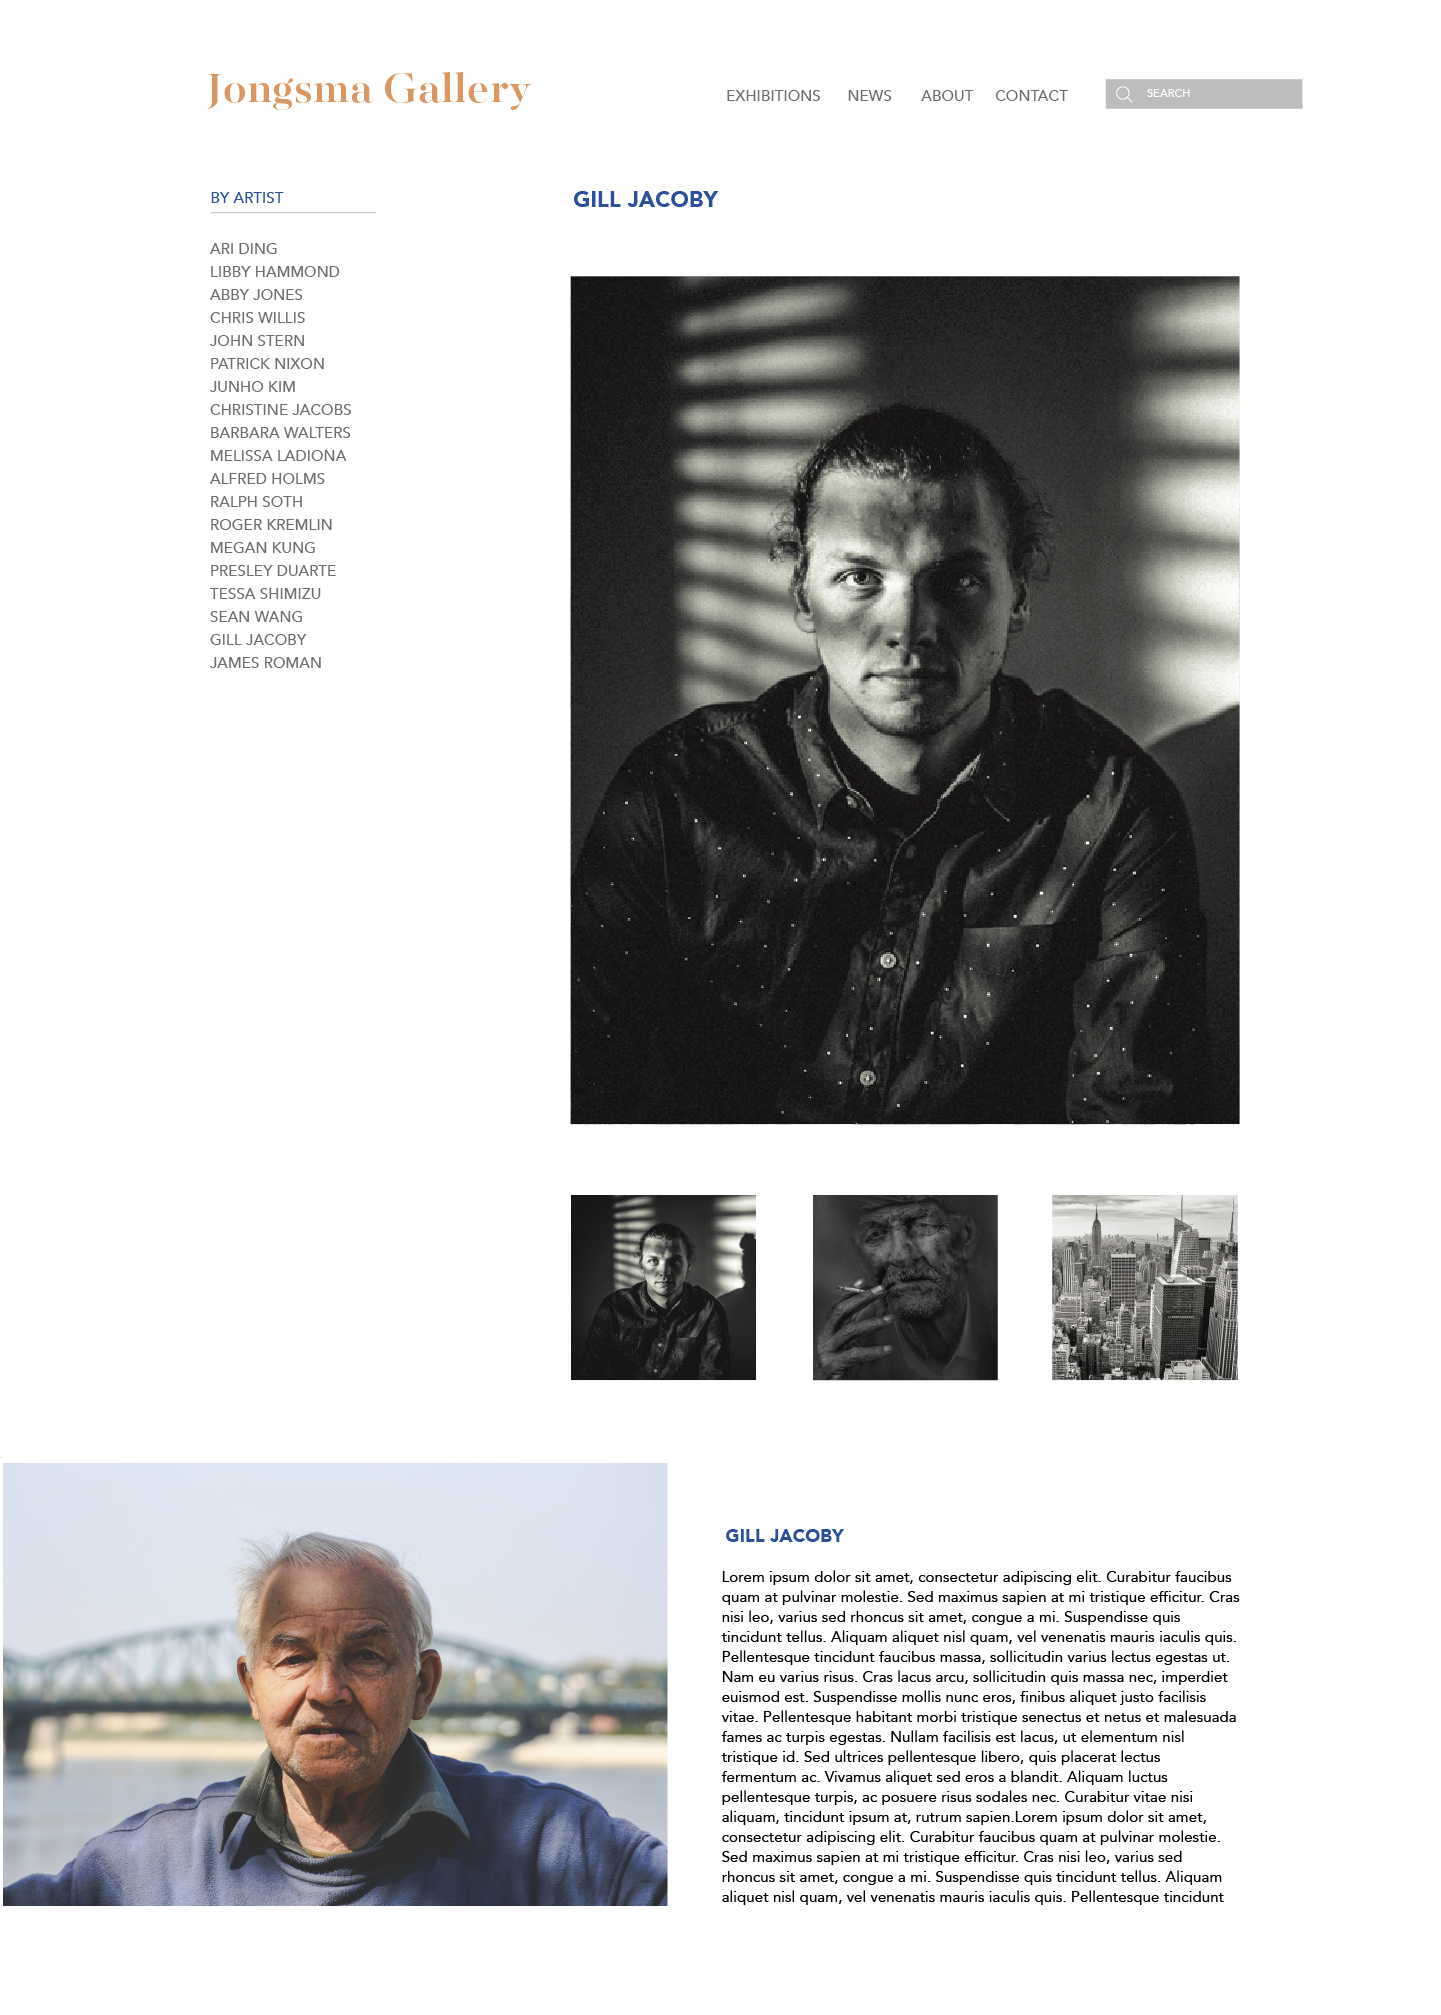 Jongsma Gallery
EXHIBITIONS NEWS ABOUT CONTACT SEARCH
BY ARTIST
ARI DING
LIBBY HAMMOND
ABBY JONES
CHRIS WILLIS
JOHN STERN
PATRICK NIXON
JUNHO KIM
CHRISTINE JACOBS
BARBARA WALTERS
MELISSA LADIONA
ALFRED HOLMS
RALPH SOTH
ROGER KREMLIN
MEGAN KUNG
PRESLEY DUARTE
TESSA SHIMIZU
SEAN WANG
GILL JACOBY
JAMES ROMAN
GILL JACOBY
GILL JACOBY
Lorem ipsum dolor sit amet, consectetur adipiscing elit. Curabitur faucibus
quam at pulvinar molestie. Sed maximus sapien at mi tristique efficitur. Cras
nisi leo, varius sed rhoncus sit amet, congue a mi. Suspendisse quis
tincidunt tellus. Aliquam aliquet nisl quam, vel venenatis mauris iaculis quis.
Pellentesque tincidunt faucibus massa, sollicitudin varius lectus egestas ut.
Nam eu varius risus. Cras lacus arcu, sollicitudin quis massa nec, imperdiet
euismod est. Suspendisse mollis nunc eros, finibus aliquet justo facilisis
vitae. Pellentesque habitant morbi tristique senectus et netus et malesuada
fames ac turpis egestas. Nullam facilisis est lacus, ut elementum nisl
tristique id. Sed ultrices pellentesque libero, quis placerat lectus
fermentum ac. Vivamus aliquet sed eros a blandit. Aliquam luctus
pellentesque turpis, ac posuere risus sodales nec. Curabitur vitae nisi
aliquam, tincidunt ipsum at, rutrum sapien.Lorem ipsum dolor sit amet,
consectetur adipiscing elit. Curabitur faucibus quam at pulvinar molestie.
Sed maximus sapien at mi tristique efficitur. Cras nisi leo, varius sed
rhoncus sit amet, congue a mi. Suspendisse quis tincidunt tellus. Aliquam
aliquet nisl quam, vel venenatis mauris iaculis quis. Pellentesque tincidunt